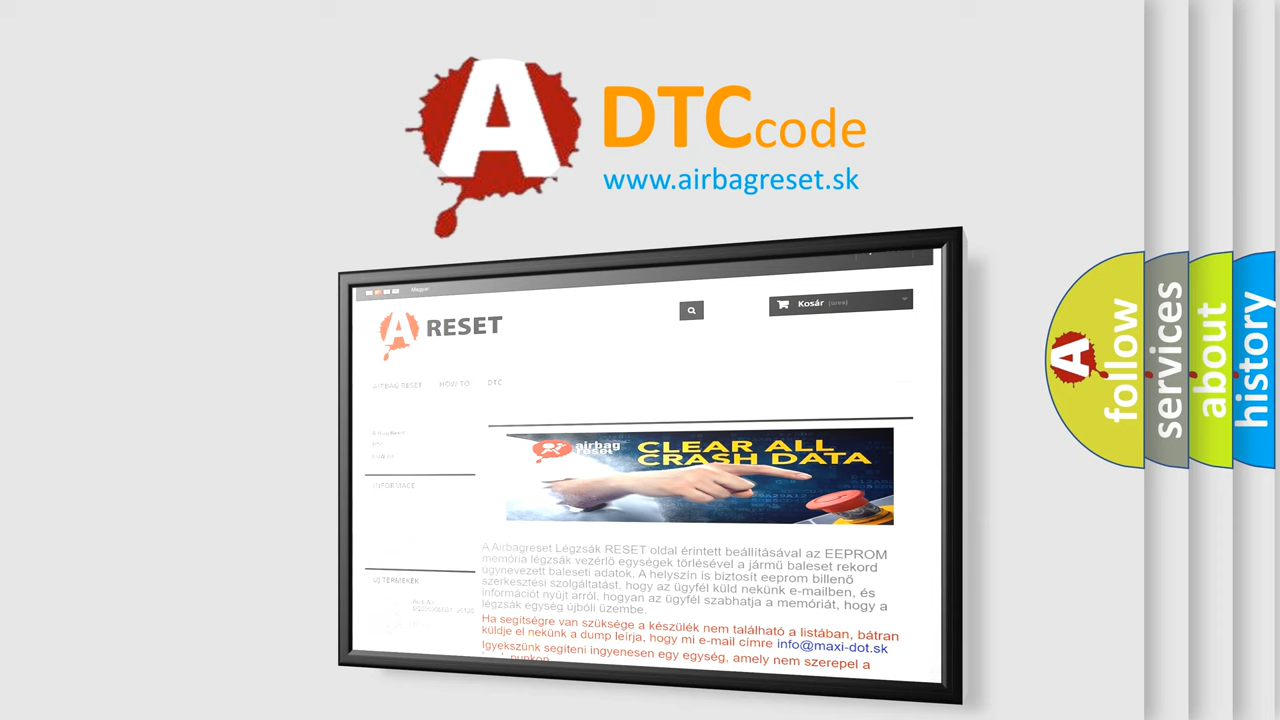 A
DTCcode
www.airbagreset.sk
Magyar
A RESET
Kosár (üres)
AIRBAG RESET HOW TO DTC
INFORMACE
ÚJ TERMÉKEK
airbag
reset
CLEAR ALL
CRASH DATA
A Airbagreset Légzsák RESET oldal érintett beállításával az EEPROM
memória légzsák vezérlő egységek törlésével a jármű baleset rekord
úgynevezett baleseti adatok. A helyszín is biztosít eeprom billenő
szerkesztési szolgáltatást, hogy az ügyfél küld nekünk e-mailben, és
információt nyújt arról, hogyan az ügyfél szabhatja a memóriát, hogy a
légzsák egység újbóli üzembe.
Ha segítségre van szüksége a készülék nem található a listában, bátran
küldje el nekünk a dump leírja, hogy mi e-mail címre info@maxi-dot.sk
Igyekszünk segíteni ingyenesen egy egység, amely nem szerepel a
A
follow
services
about
history